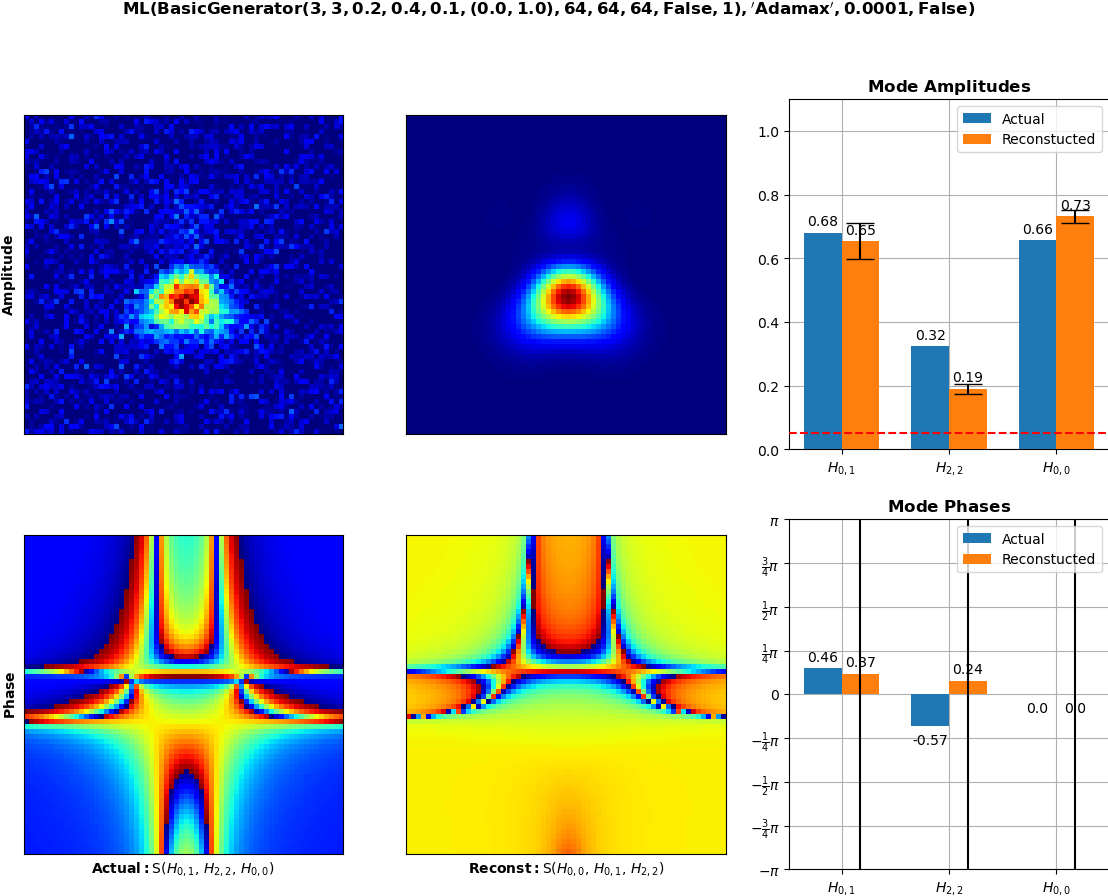 ML(BasicGenerator(3, 3, 0.2, 0.4, 0.1, (0.0, 1.0), 64, 64, 64, False, 1), ′Adamax′, 0.0001, False)
Amplitude
Mode Amplitudes
Actual
Reconstucted
1.0
0.8
0.6
0.4
0.2
0.0
0.68
0.65
0.32
0.19
0.66
0.73
H0,1
H2,2
H0,0
Phase
Actual: S(H0,1, H2,2, H0,0)
Reconst: S(H0,0, H0,1, H2,2)
Mode Phases
Actual
Reconstucted
π
3/4π
1/2π
1/4π
0
−1/4π
−1/2π
−3/4π
−π
0.46
0.37
-0.57
0.24
0.0
0.0
H0,1
H2,2
H0,0